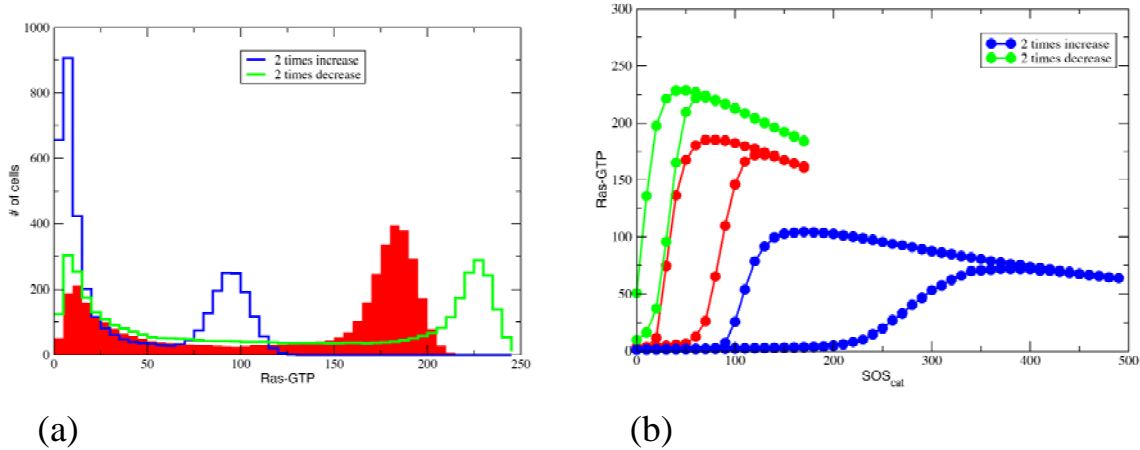 1000
800
600
400
200
0
# of cells
0 50 100 150 200 250
Ras-GTP
2 times increase
2 times decrease
(a)
300
250
200
150
100
50
0
Ras-GTP
0 100 200 300 400 500
SOScat
2 times increase
2 times decrease
(b)